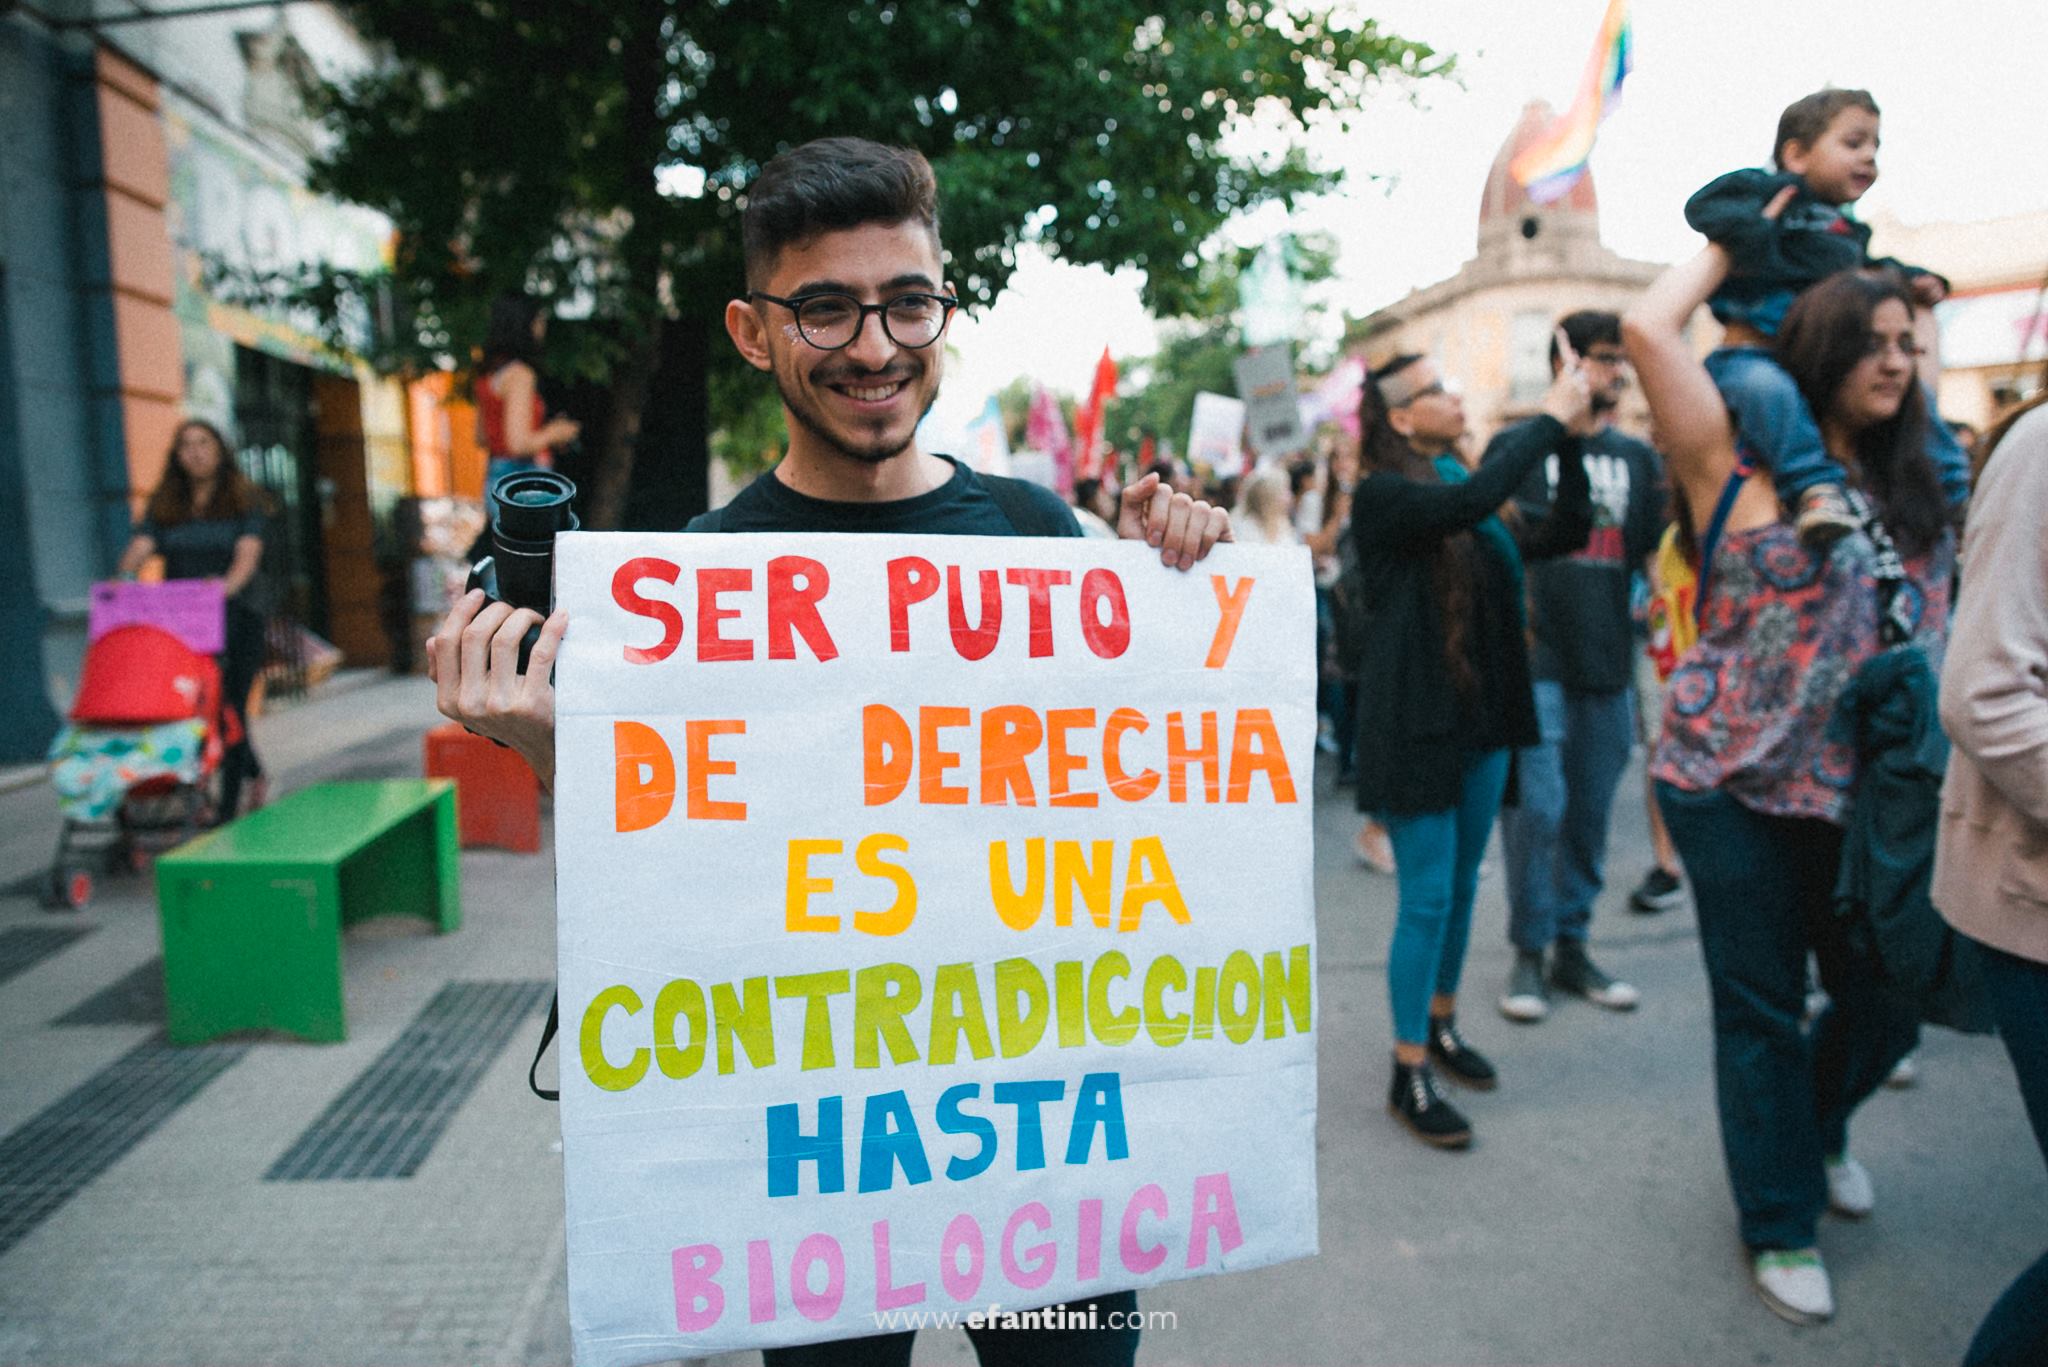 SER PUTO Y
DE DERECHA
ES UNA
CONTRADICCION
HASTA
BIOLOGICA
www.efantini.com